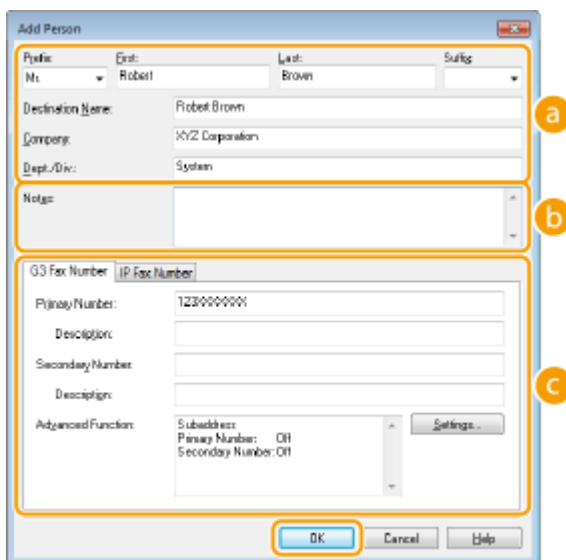 Add Person
Prefix: First: Last: Suffix:
Mr. Robert Brown
Destination Name: Robert Brown
Company: XYZ Corporation
Dept./Div.: System
a
Notes:
b
G3 Fax Number IP Fax Number
Primary Number: 123XXXXXXX
Description:
Secondary Number:
Description:
c
Advanced Function: Subaddress: Settings...
Primary Number: Off
Secondary Number: Off
OK Cancel Help